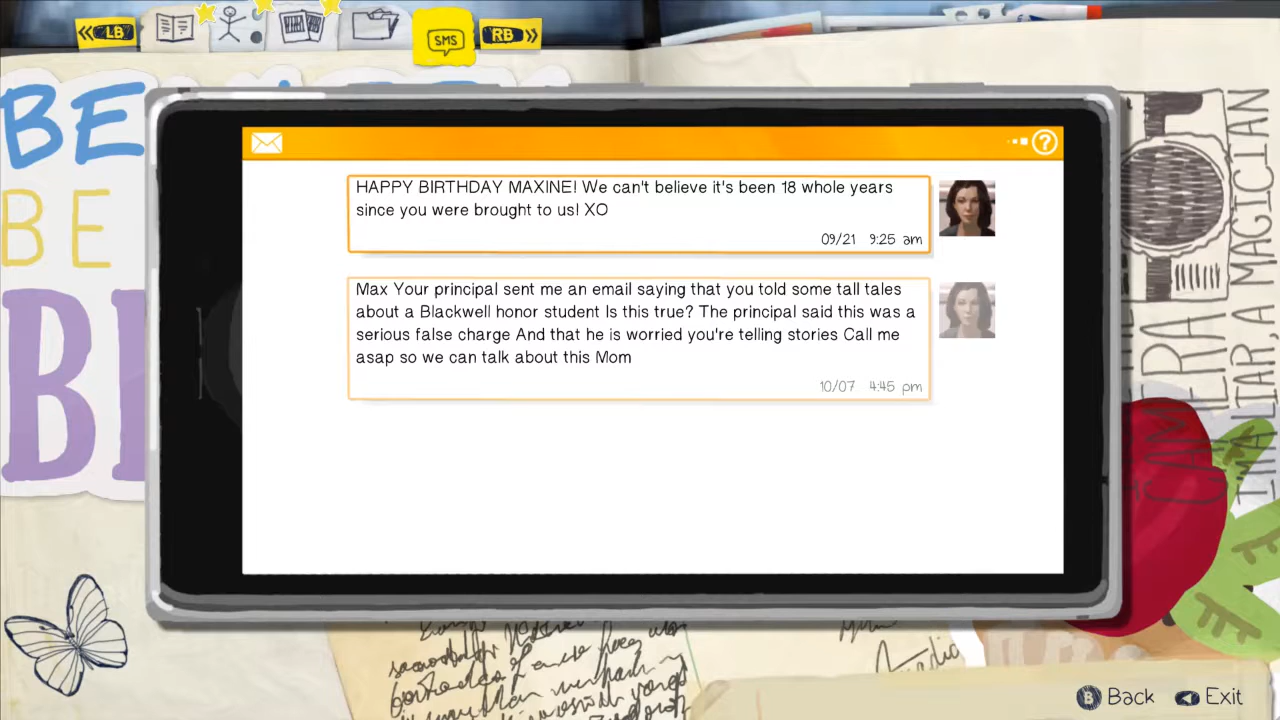 LB
SMS
RB
BE
BE
HAPPY BIRTHDAY MAXINE! We can't believe it's been 18 whole years
since you were brought to us! XO
09/21 9:25 am
Max Your principal sent me an email saying that you told some tall tales
about a Blackwell honor student Is this true? The principal said this was a
serious false charge And that he is worried you're telling stories Call me
asap so we can talk about this Mom
10/07 4:45 pm
CAMERA
LIAR, A MAGICIAN
B Back
Exit